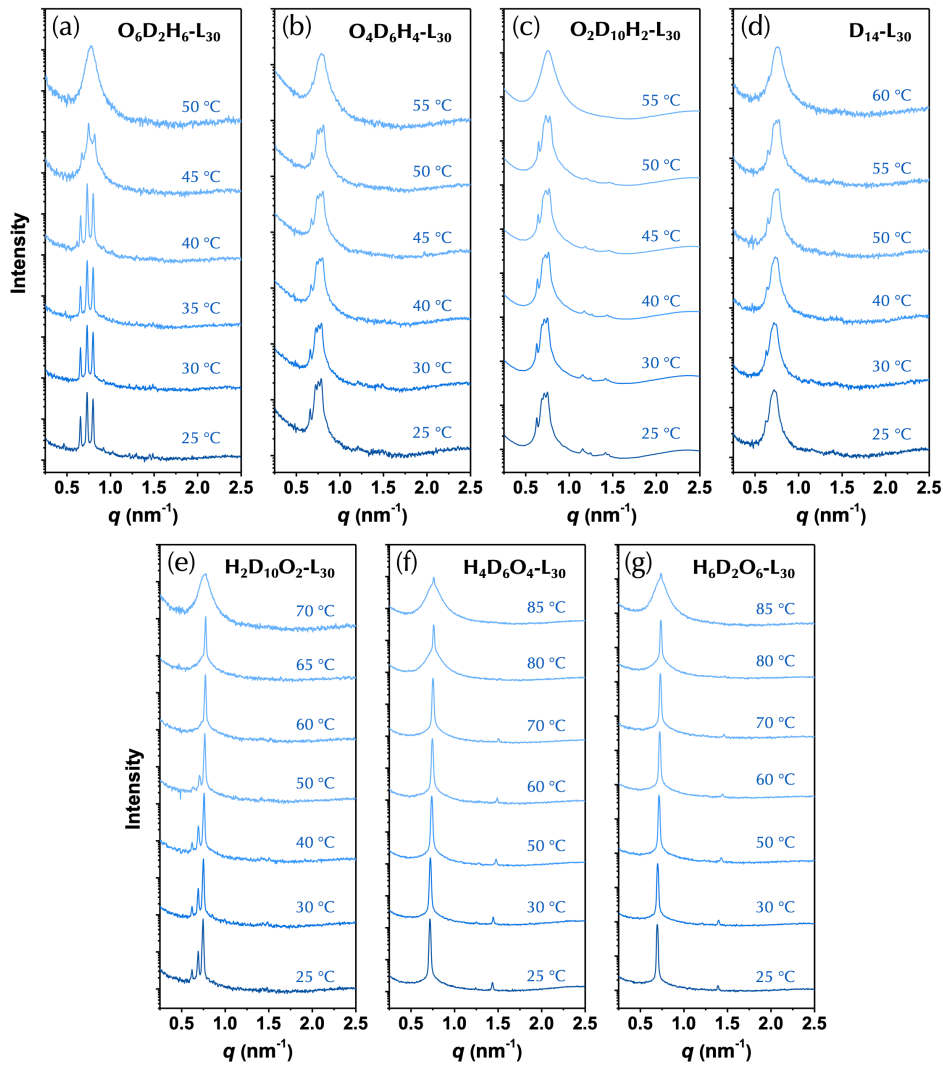 (a) O₆D₂H₆-L₃₀
50 °C
45 °C
40 °C
35 °C
30 °C
25 °C
0.5 1.0 1.5 2.0 2.5
q (nm⁻¹)
Intensity
(b) O₄D₆H₄-L₃₀
55 °C
50 °C
45 °C
40 °C
30 °C
25 °C
0.5 1.0 1.5 2.0 2.5
q (nm⁻¹)
(c) O₂D₁₀H₂-L₃₀
55 °C
50 °C
45 °C
40 °C
30 °C
25 °C
0.5 1.0 1.5 2.0 2.5
q (nm⁻¹)
(d) D₁₄-L₃₀
60 °C
55 °C
50 °C
40 °C
30 °C
25 °C
0.5 1.0 1.5 2.0 2.5
q (nm⁻¹)
(e) H₂D₁₀O₂-L₃₀
70 °C
65 °C
60 °C
50 °C
40 °C
30 °C
25 °C
0.5 1.0 1.5 2.0 2.5
q (nm⁻¹)
Intensity
(f) H₄D₆O₄-L₃₀
85 °C
80 °C
70 °C
60 °C
50 °C
30 °C
25 °C
0.5 1.0 1.5 2.0 2.5
q (nm⁻¹)
(g) H₆D₂O₆-L₃₀
85 °C
80 °C
70 °C
60 °C
50 °C
30 °C
25 °C
0.5 1.0 1.5 2.0 2.5
q (nm⁻¹)